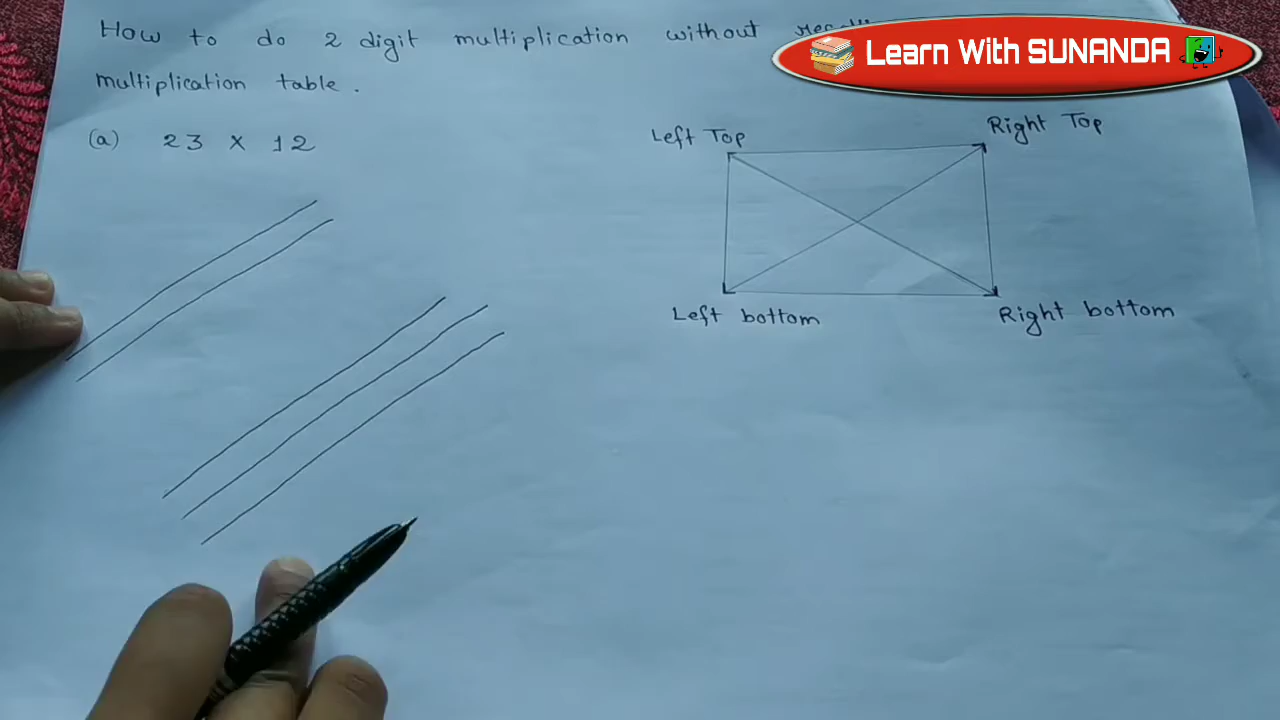 How to do 2 digit multiplication without
Learn With SUNANDA
multiplication table.
(a) 23 x 12
Left Top
Right Top
Left bottom
Right bottom